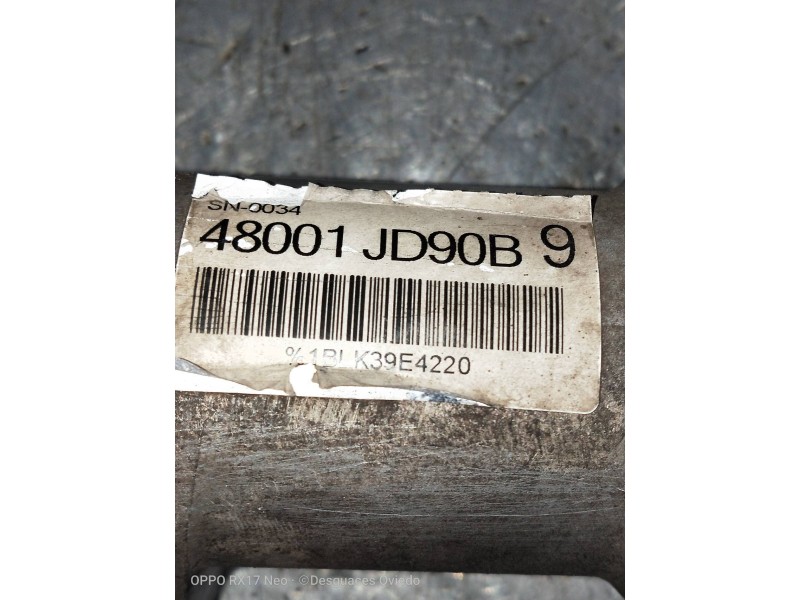 SN-0034
48001 JD90B 9
%1BLK39E4220
OPPO RX17 Neo · ©Desguaces Oviedo